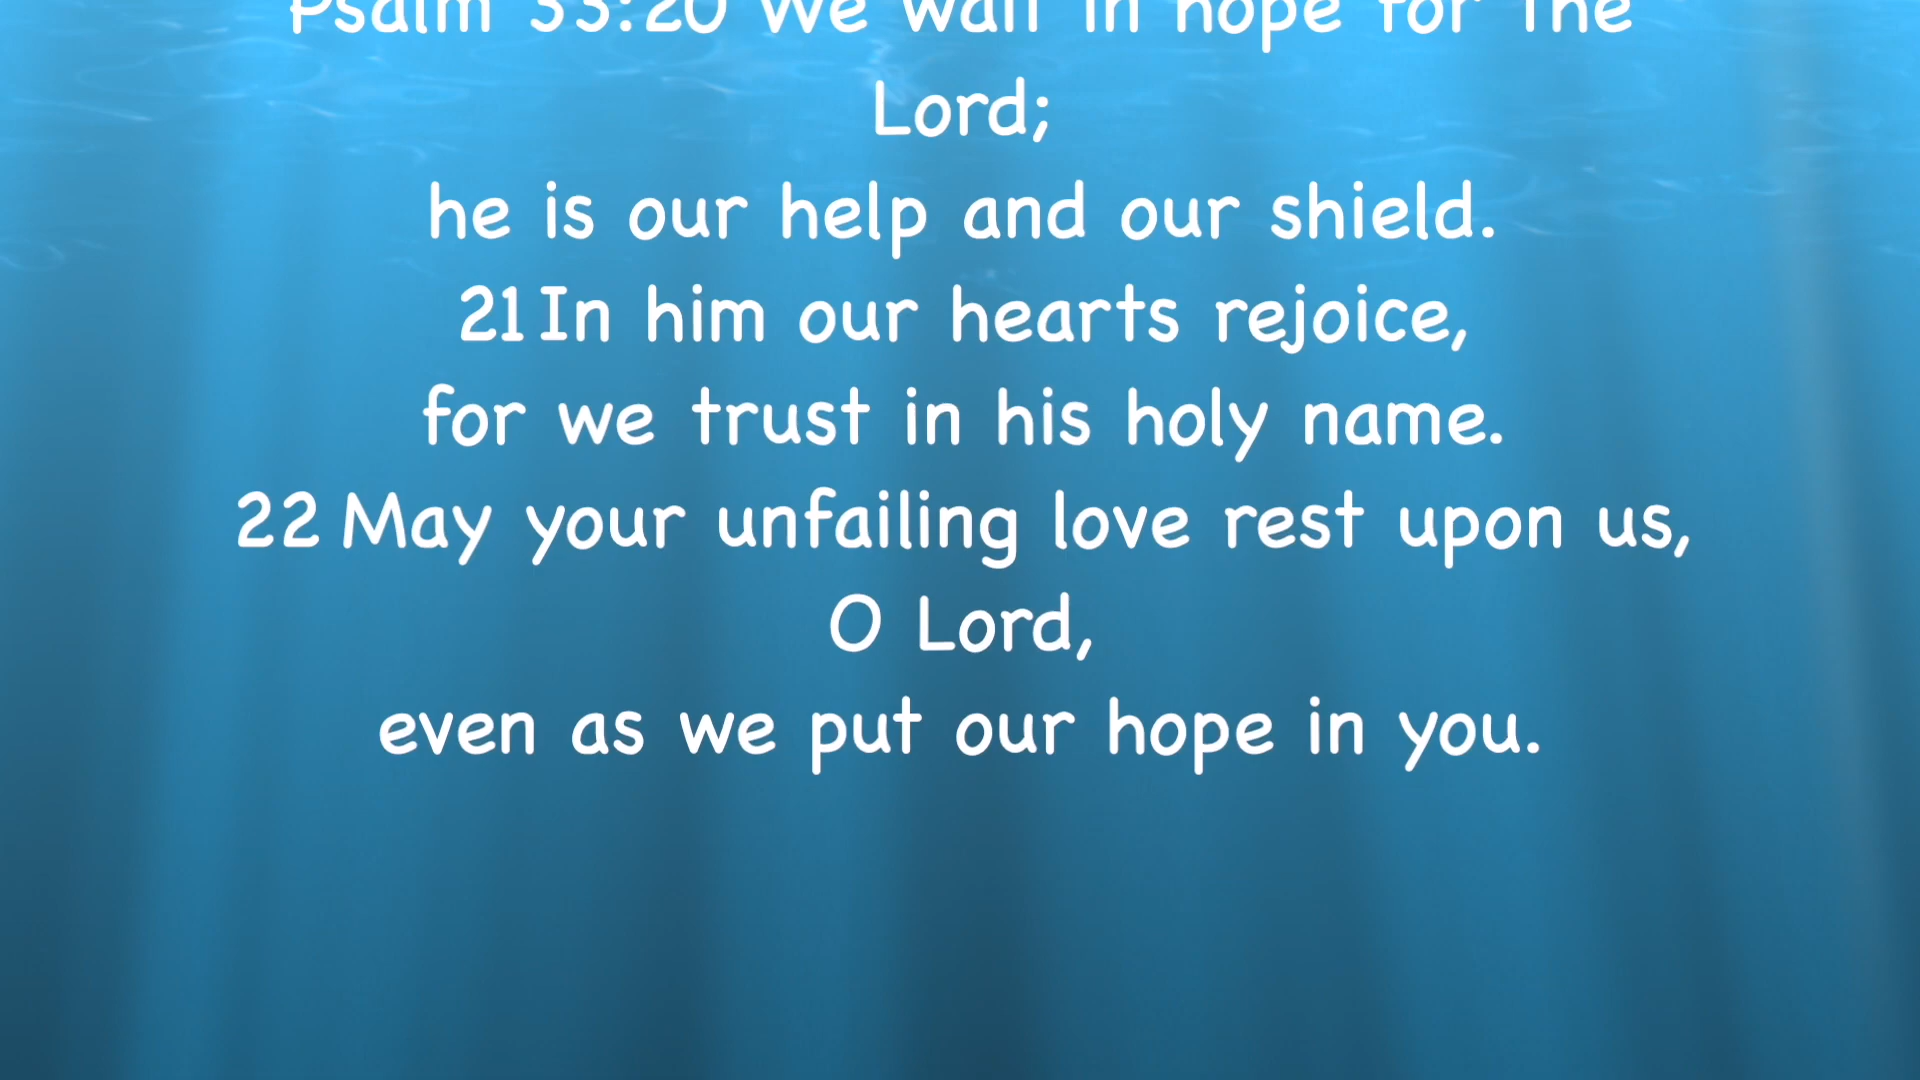 Psalm 33:20 We wait in hope for the
Lord;
he is our help and our shield.
21 In him our hearts rejoice,
for we trust in his holy name.
22 May your unfailing love rest upon us,
O Lord,
even as we put our hope in you.